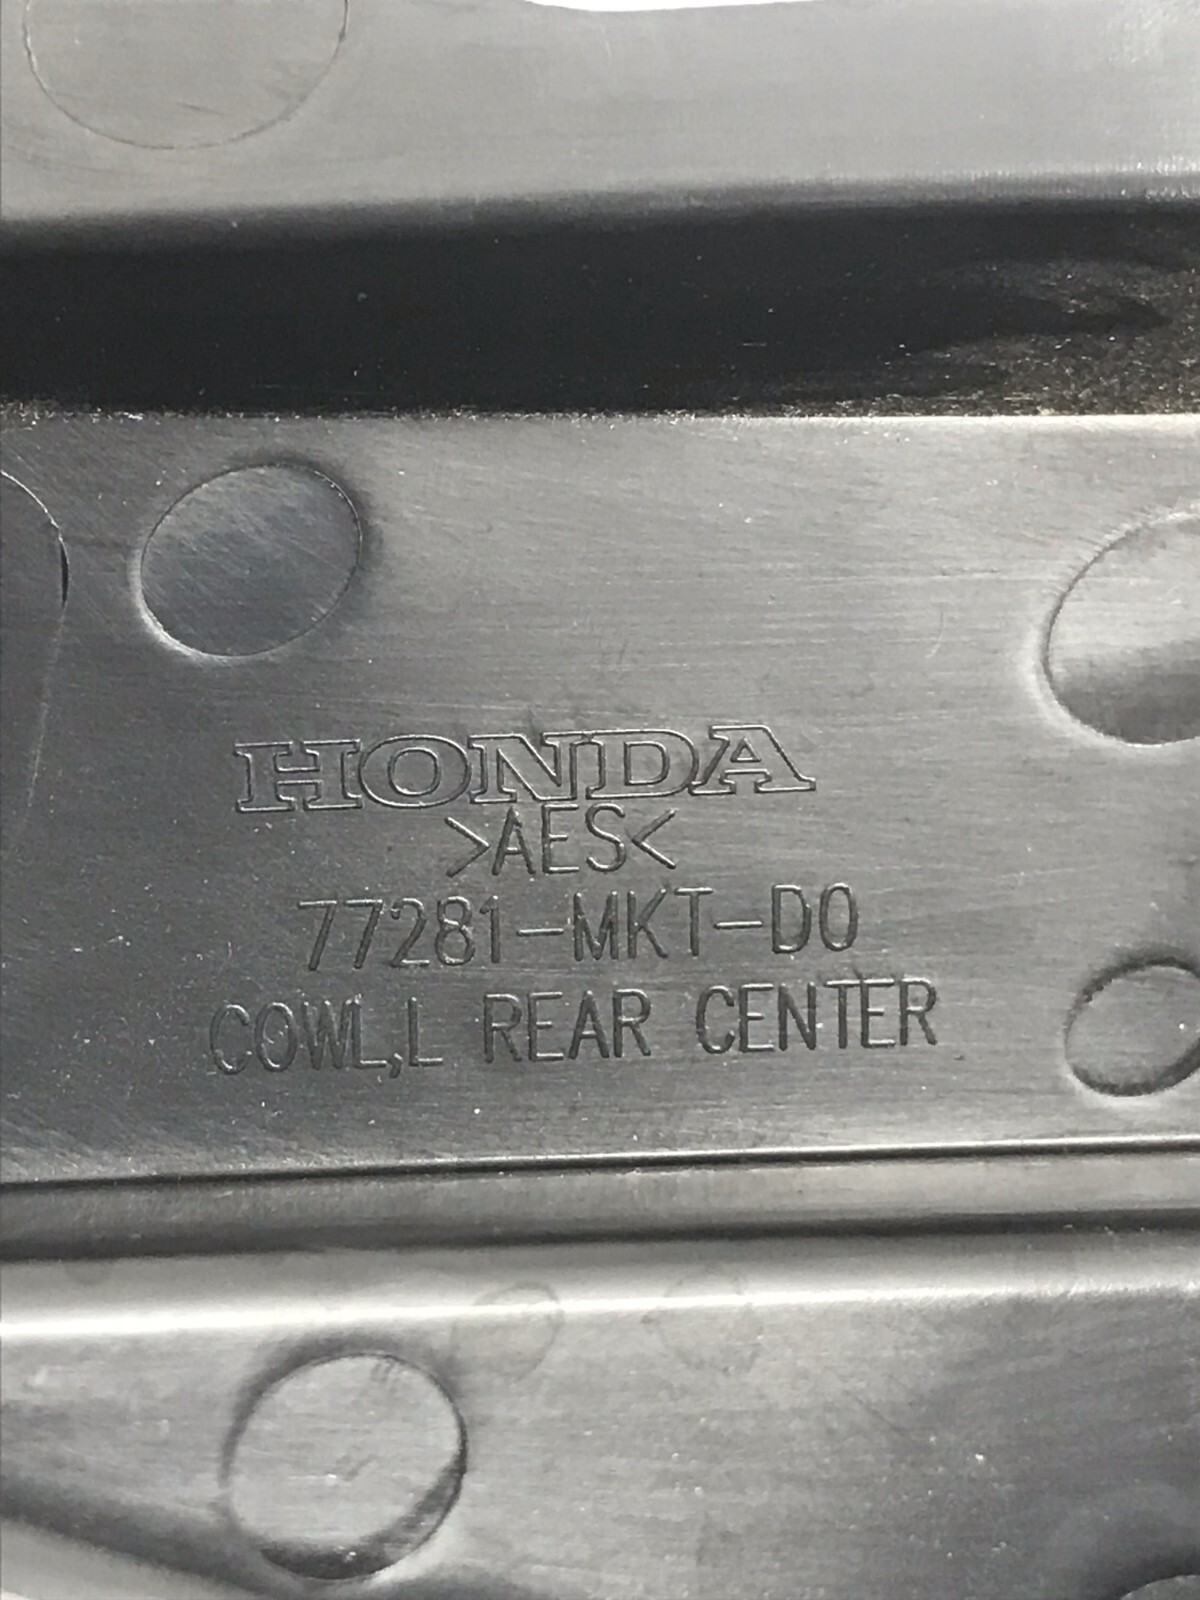 HONDA
>AES<
77281-MKT-D0
COWL,L REAR CENTER